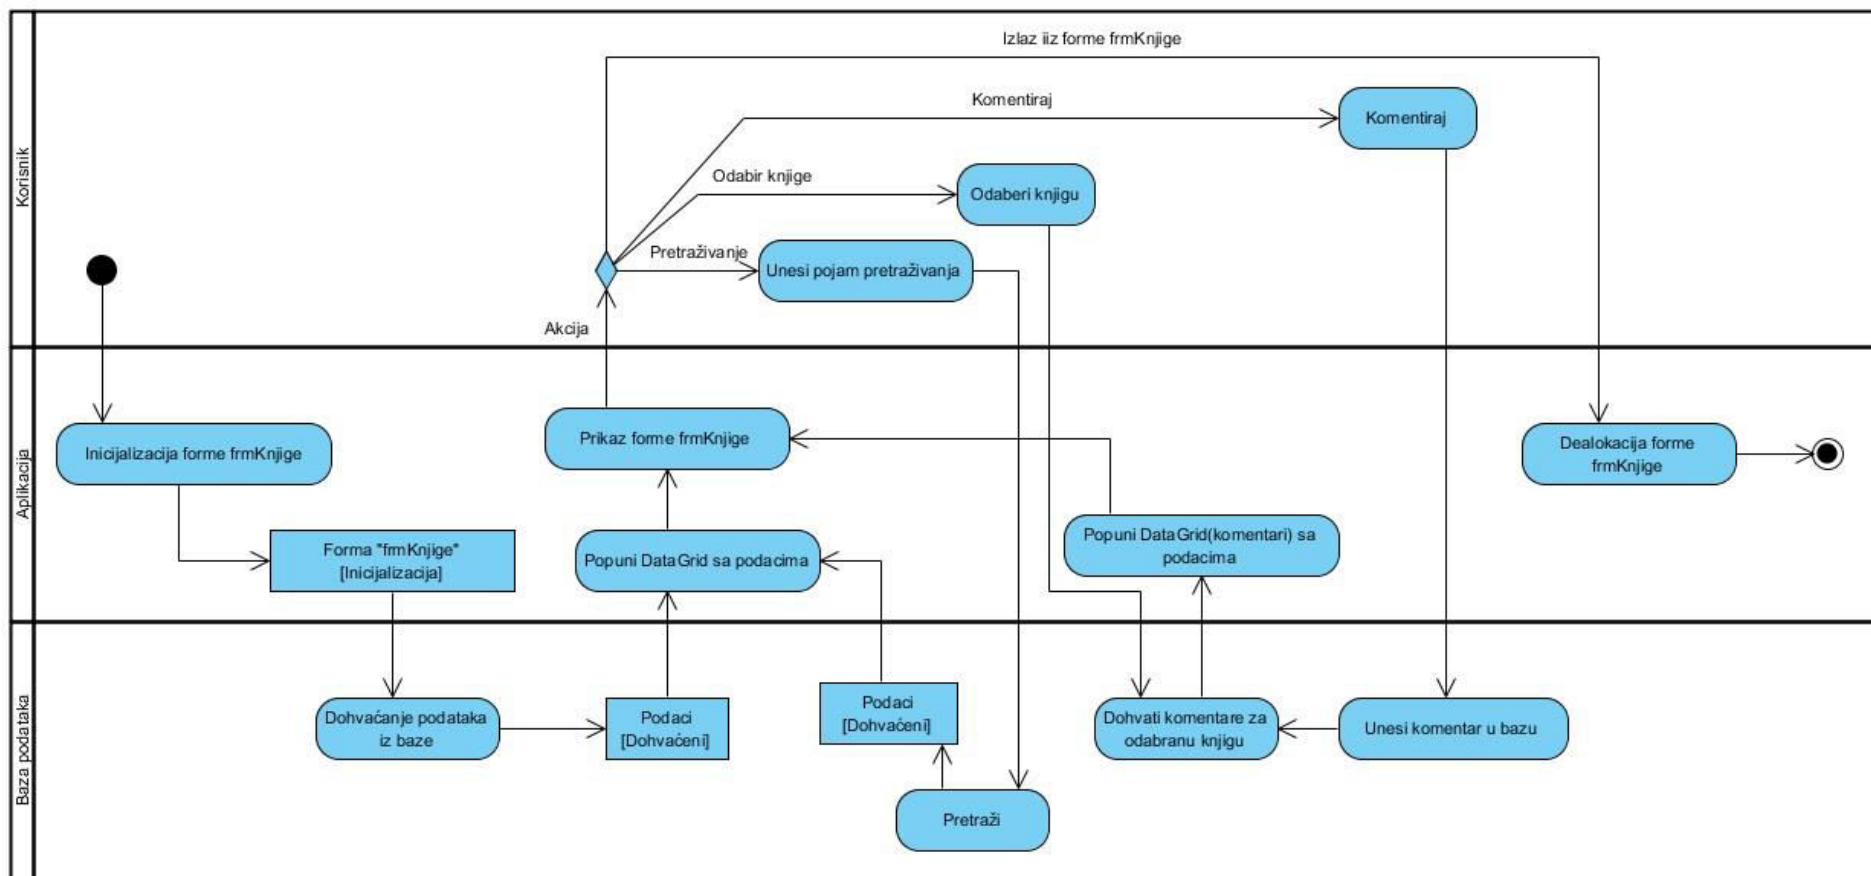 Korisnik
Izlaz iiz forme frmKnjige
Komentiraj
Komentiraj
Odabir knjige
Odaberi knjigu
Pretraživanje
Unesi pojam pretraživanja
Akcija
Aplikacija
Inicijalizacija forme frmKnjige
Prikaz forme frmKnjige
Dealokacija forme
frmKnjige
Forma "frmKnjige"
[Inicijalizacija]
Popuni DataGrid sa podacima
Popuni DataGrid(komentari) sa
podacima
Baza podataka
Dohvaćanje podataka
iz baze
Podaci
[Dohvaćeni]
Podaci
[Dohvaćeni]
Dohvati komentare za
odabranu knjigu
Unesi komentar u bazu
Pretraži